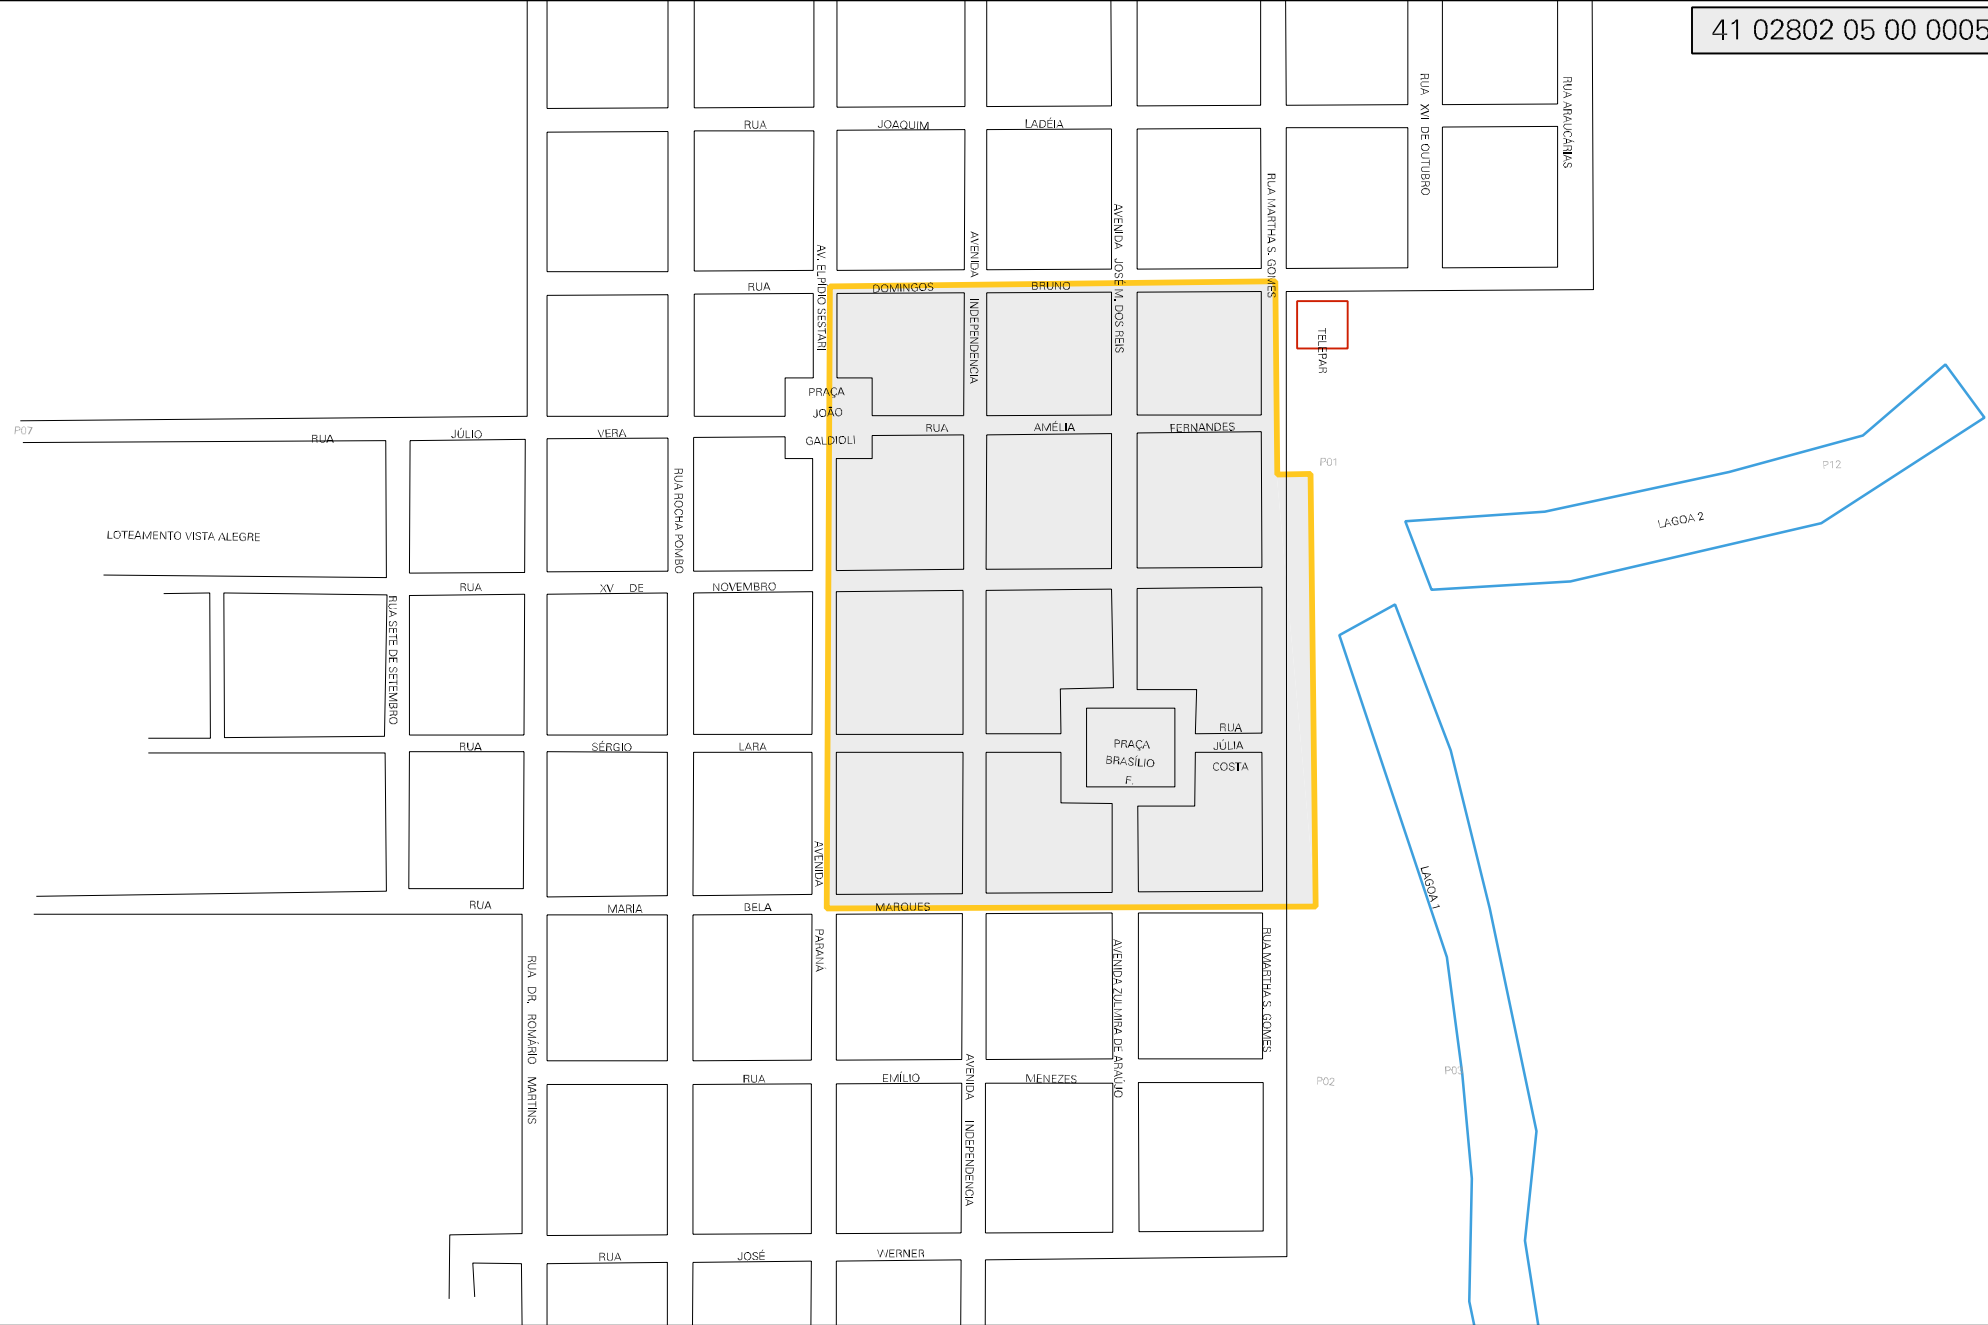 41 02802 05 00 0005
RUA XVI DE OUTUBRO
RUA ARAUCÁRIAS
RUA JOAQUIM LADÉIA
RUA MARTHA S. GOMES
AVENIDA JOSÉ M. DOS REIS
AVENIDA INDEPENDENCIA
AV. ELPIDIO SESTARI
RUA DOMINGOS BRUNO
TELEPAR
PRAÇA
JOÃO
GALDIOLI
P07
RUA JÚLIO VERA
RUA AMÉLIA FERNANDES
P01
P12
RUA ROCHA POMBO
LAGOA 2
LOTEAMENTO VISTA ALEGRE
RUA XV DE NOVEMBRO
RUA SETE DE SETEMBRO
RUA
JÚLIA
COSTA
PRAÇA
BRASÍLIO
F.
RUA SÉRGIO LARA
AVENIDA PARANÁ
LAGOA 1
RUA MARIA BELA MARQUES
RUA DR. ROMÁRIO MARTINS
AVENIDA ZULMIRA DE ARAÚJO
RUA MARTHA S. GOMES
AVENIDA INDEPENDENCIA
RUA EMÍLIO MENEZES
P02
P03
RUA JOSÉ WERNER